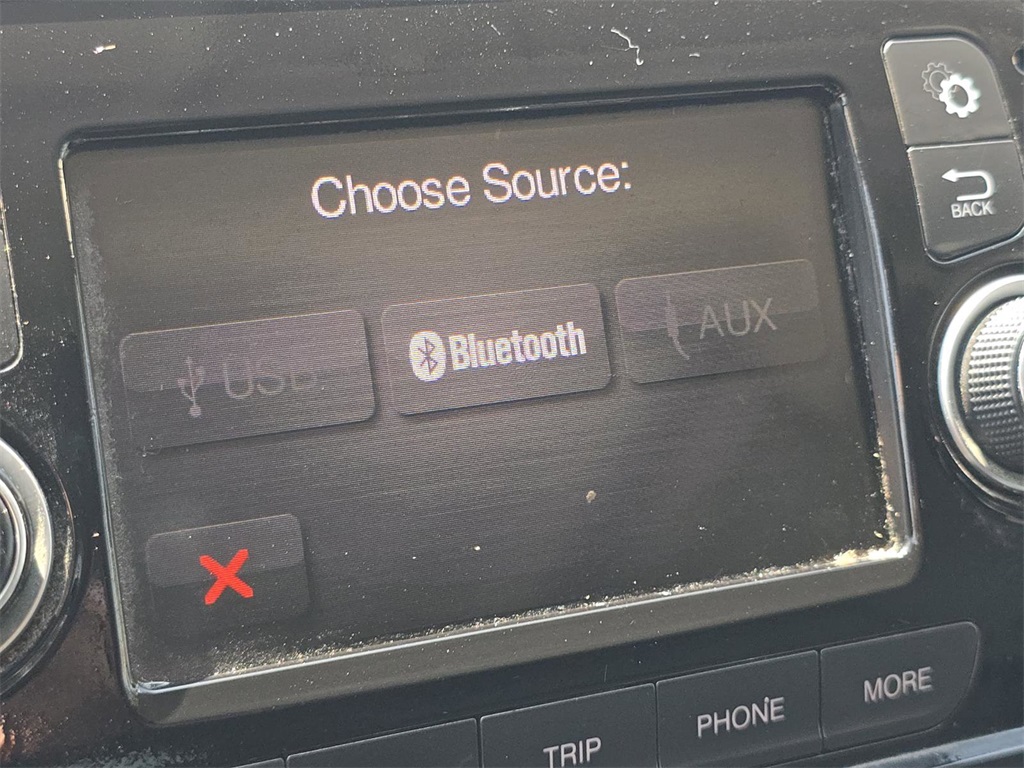 Choose Source:
USB
Bluetooth
AUX
BACK
TRIP
PHONE
MORE